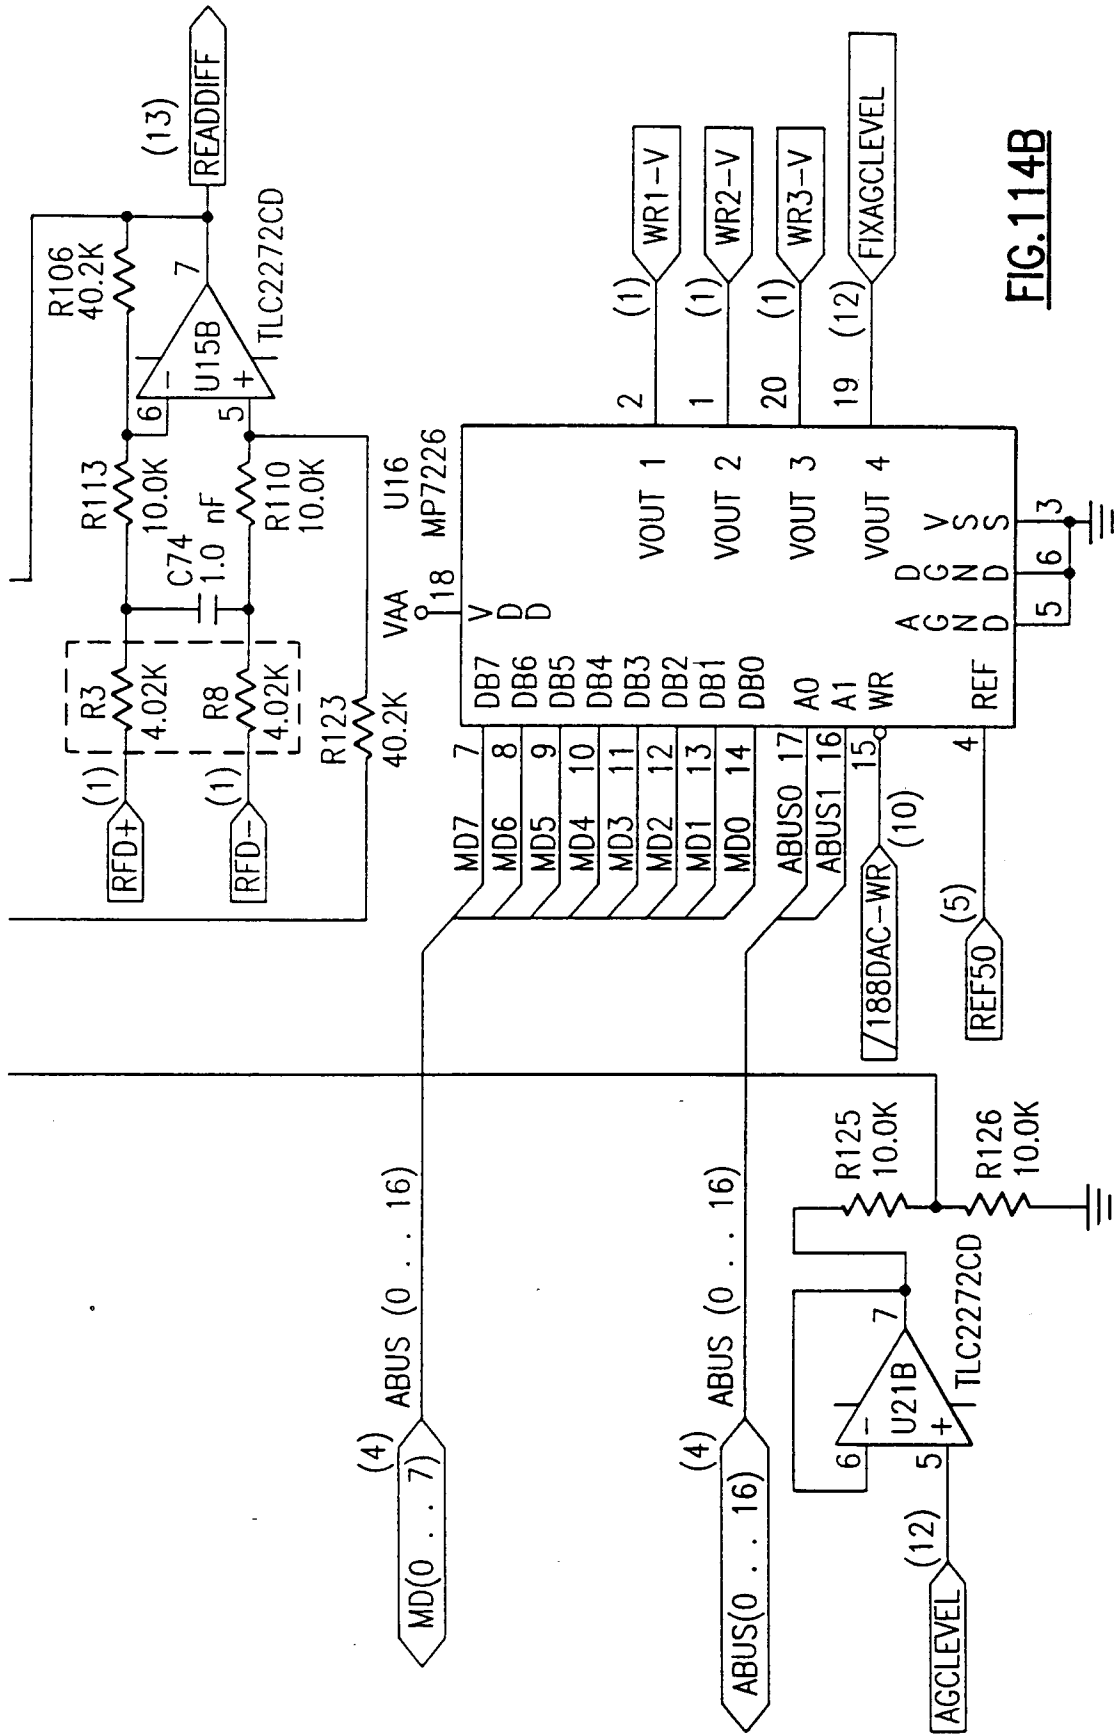 RFD+
(1)
R3
4.02K
RFD-
(1)
R8
4.02K
C74
1.0 nF
R113
10.0K
R110
10.0K
R106
40.2K
6
5
-
+
U15B
7
TLC2272CD
(13)
READDIFF
R123
40.2K
VAA
18
U16
MP7226
VDD
MD7 7 DB7
MD6 8 DB6
MD5 9 DB5
MD4 10 DB4
MD3 11 DB3
MD2 12 DB2
MD1 13 DB1
MD0 14 DB0
ABUS0 17 A0
ABUS1 16 A1
15 WR
/188DAC-WR
(10)
REF50
(5)
4 REF
VOUT 1 2 (1) WR1-V
VOUT 2 1 (1) WR2-V
VOUT 3 20 (1) WR3-V
VOUT 4 19 (12) FIXAGCLEVEL
AGND
DGND
VSS
5
6
3
MD(0 . . 7)
(4)
ABUS (0 . . 16)
ABUS(0 . . 16)
(4)
ABUS (0 . . 16)
AGCLEVEL
(12)
6
5
-
+
U21B
7
TLC2272CD
R125
10.0K
R126
10.0K
FIG.114B